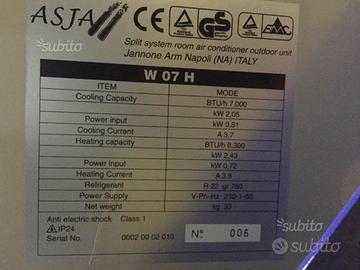 ASJA CE GS
subito
Split system room air conditioner outdoor unit
Jannone Arm Napoli (NA) ITALY
W 07 H
ITEM MODE
Cooling Capacity BTU/h 7.000
kW 2,05
Power input kW 0,81
Cooling Current A 3,7
Heating capacity BTU/h 8.300
kW 2,43
Power input kW 0,72
Heating Current A 3,3
Refrigerant R 22 gr 780
Power Supply V-Ph-Hz 230-1-50
Net weight kg 33
Anti electric shock Class 1
IP24
Serial No. 0002 00 02 010 N° 006
subito
subito